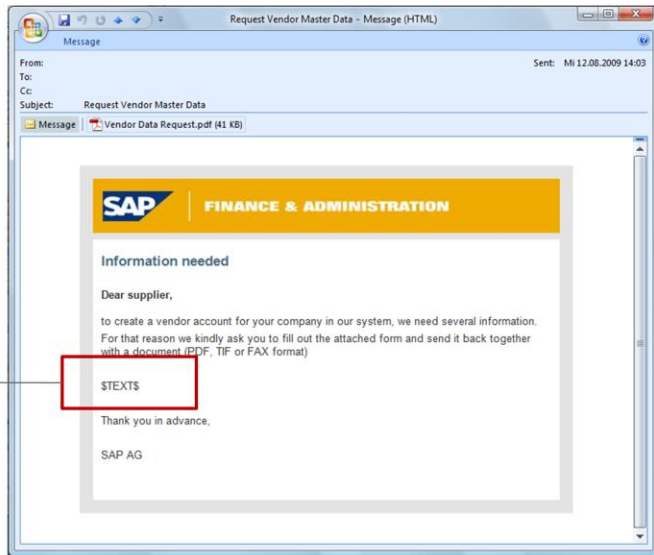 Request Vendor Master Data - Message (HTML)
Message
From:
Sent: Mi 12.08.2009 14:03
To:
Cc:
Subject: Request Vendor Master Data
Message
Vendor Data Request.pdf (41 KB)
SAP
FINANCE & ADMINISTRATION
Information needed
Dear supplier,
to create a vendor account for your company in our system, we need several information.
For that reason we kindly ask you to fill out the attached form and send it back together
with a document (PDF, TIF or FAX format)
$TEXT$
Thank you in advance,
SAP AG